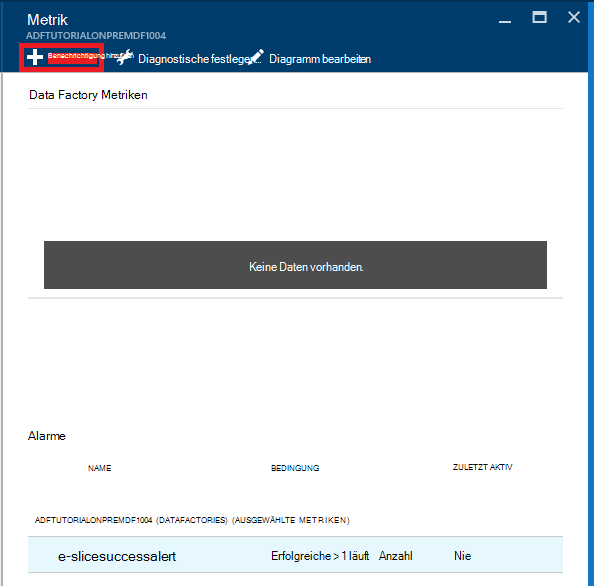 Metrik
ADFTUTORIALONPREMDF1004
Benachrichtigung hinzufügen Diagnostische festlegen... Diagramm bearbeiten
Data Factory Metriken
Keine Daten vorhanden.
Alarme
NAME BEDINGUNG ZULETZT AKTIV
ADFTUTORIALONPREMDF1004 (DATAFACTORIES) (AUSGEWÄHLTE METRIKEN)
e-slicesuccessalert Erfolgreiche > 1 läuft Anzahl Nie